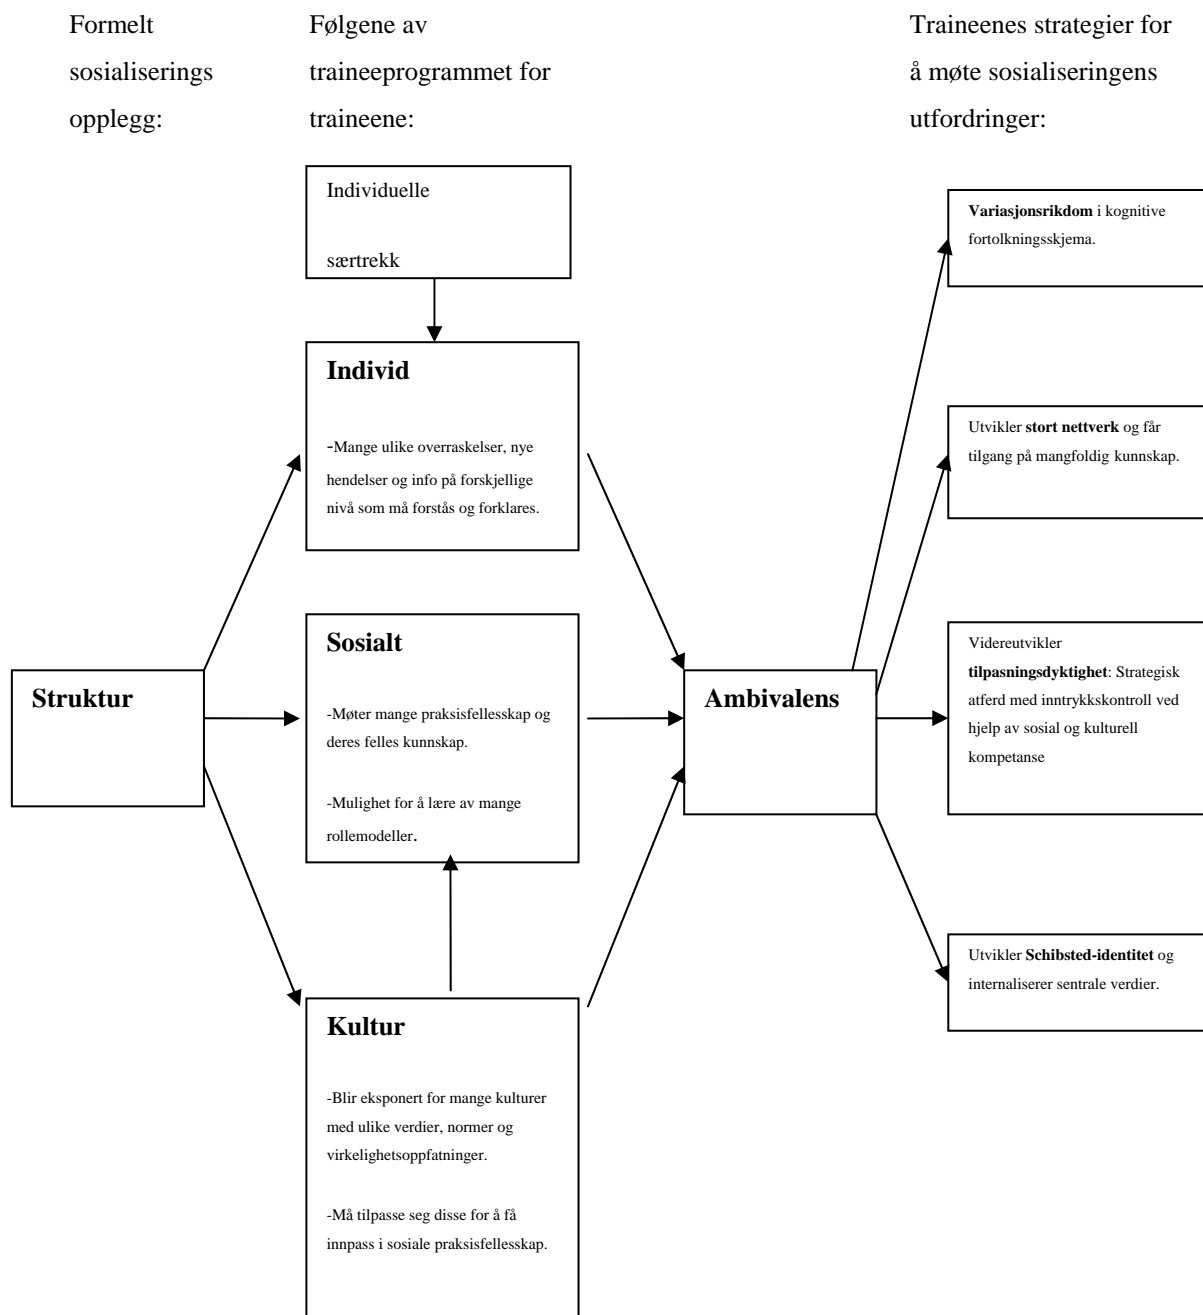 Formelt
sosialiserings
opplegg:
Følgene av
traineeprogrammet for
traineene:
Traineenes strategier for
å møte sosialiseringens
utfordringer:
Individuelle
særtrekk
Individ
-Mange ulike overraskelser, nye
hendelser og info på forskjellige
nivå som må forstås og forklares.
Sosialt
-Møter mange praksisfellesskap og
deres felles kunnskap.
-Mulighet for å lære av mange
rollemodeller.
Struktur
Kultur
-Blir eksponert for mange kulturer
med ulike verdier, normer og
virkelighetsoppfatninger.
-Må tilpasse seg disse for å få
innpass i sosiale praksisfellesskap.
Ambivalens
Variasjonsrikdom i kognitive
fortolkningsskjema.
Utvikler stort nettverk og får
tilgang på mangfoldig kunnskap.
Videreutvikler
tilpasningsdyktighet: Strategisk
atferd med inntrykkskontroll ved
hjelp av sosial og kulturell
kompetanse
Utvikler Schibsted-identitet og
internaliserer sentrale verdier.